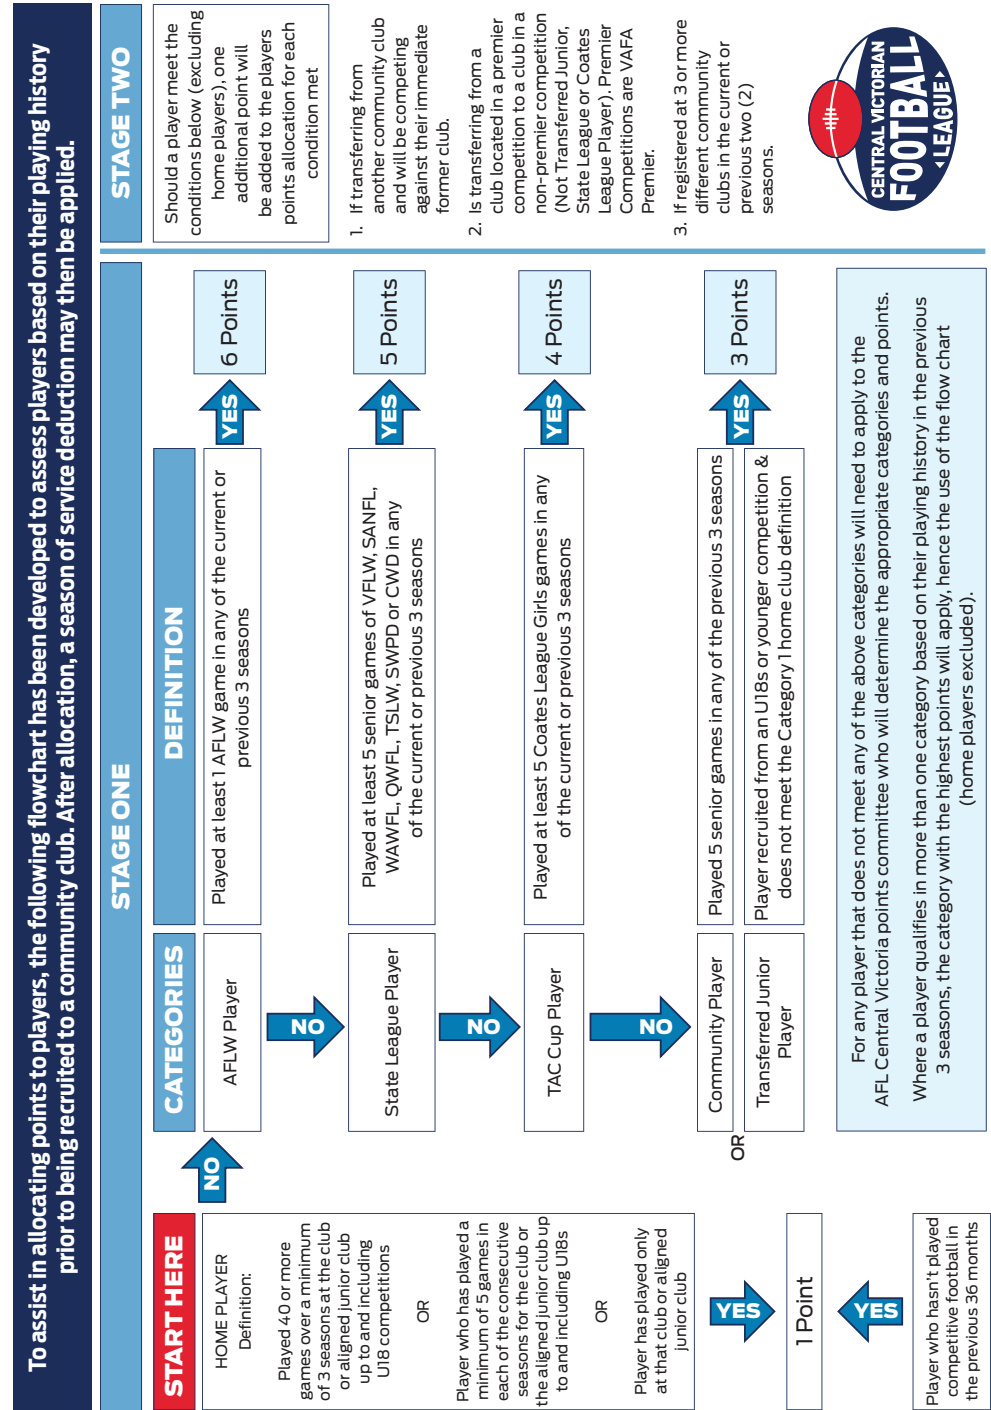 To assist in allocating points to players, the following flowchart has been developed to assess players based on their playing history
prior to being recruited to a community club. After allocation, a season of service deduction may then be applied.
STAGE ONE
START HERE
HOME PLAYER
Definition:
Played 40 or more
games over a minimum
of 3 seasons at the club
or aligned junior club
up to and including
U18 competitions
OR
Player who has played a
minimum of 5 games in
each of the consecutive
seasons for the club or
the aligned junior club up
to and including U18s
OR
Player has played only
at that club or aligned
junior club
YES
1 Point
YES
Player who hasn't played
competitive football in
the previous 36 months
NO
CATEGORIES
DEFINITION
AFLW Player
Played at least 1 AFLW game in any of the current or
previous 3 seasons
YES
6 Points
NO
State League Player
Played at least 5 senior games of VFLW, SANFL,
WAWFL, QWFL, TSLW, SWPD or CWD in any
of the current or previous 3 seasons
YES
5 Points
NO
TAC Cup Player
Played at least 5 Coates League Girls games in any
of the current or previous 3 seasons
YES
4 Points
NO
Community Player
Played 5 senior games in any of the previous 3 seasons
OR
Transferred Junior
Player
Player recruited from an U18s or younger competition &
does not meet the Category 1 home club definition
YES
3 Points
For any player that does not meet any of the above categories will need to apply to the
AFL Central Victoria points committee who will determine the appropriate categories and points.
Where a player qualifies in more than one category based on their playing history in the previous
3 seasons, the category with the highest points will apply, hence the use of the flow chart
(home players excluded).
STAGE TWO
Should a player meet the
conditions below (excluding
home players), one
additional point will
be added to the players
points allocation for each
condition met
1. If transferring from
another community club
and will be competing
against their immediate
former club.
2. Is transferring from a
club located in a premier
competition to a club in a
non-premier competition
(Not Transferred Junior,
State League or Coates
League Player). Premier
Competitions are VAFA
Premier.
3. If registered at 3 or more
different community
clubs in the current or
previous two (2)
seasons.
CENTRAL VICTORIAN
FOOTBALL
LEAGUE